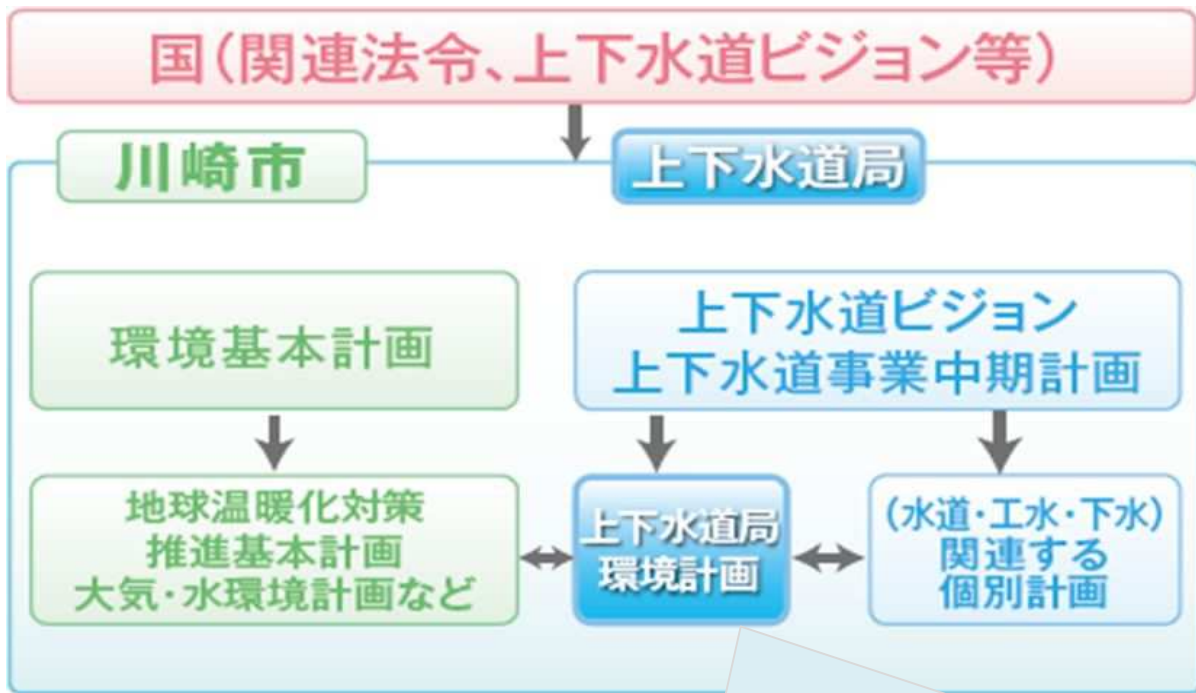 国(関連法令、上下水道ビジョン等)
川崎市
上下水道局
環境基本計画
上下水道ビジョン
上下水道事業中期計画
地球温暖化対策
推進基本計画
大気・水環境計画など
上下水道局
環境計画
(水道・工水・下水)
関連する
個別計画